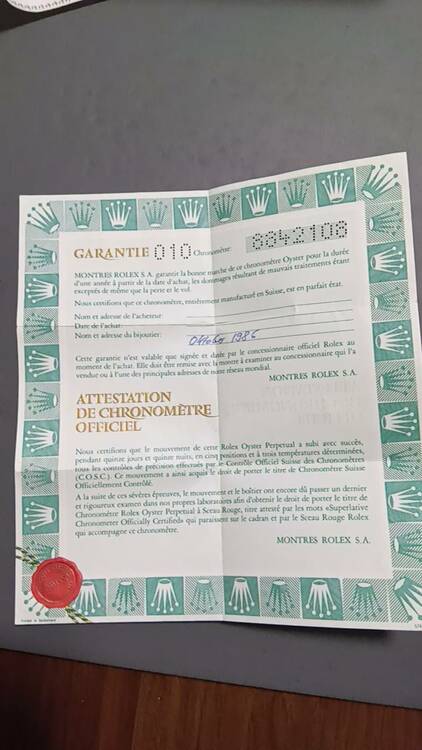 GARANTIE 010 Chronomètre: 8842108
MONTRES ROLEX S.A. garantit la bonne marche de ce chronomètre Oyster pour la durée
d'une année à partir de la date d'achat, les dommages résultant de mauvais traitements étant
exceptés de même que la perte et le vol.
Nous certifions que ce chronomètre, entièrement manufacturé en Suisse, est en parfait état.
Nom et adresse de l'acheteur:
Date de l'achat:
Nom et adresse du bijoutier:
Oktober 1986
Cette garantie n'est valable que signée et datée par le concessionnaire officiel Rolex au
moment de l'achat. Elle doit être remise avec la montre à examiner au concessionnaire qui l'a
vendue ou à l'une des principales adresses de notre réseau mondial.
MONTRES ROLEX S.A.
ATTESTATION
DE CHRONOMÈTRE
OFFICIEL
Nous certifions que le mouvement de cette Rolex Oyster Perpetual a subi avec succès,
pendant quinze jours et quinze nuits, en cinq positions et à trois températures déterminées,
tous les contrôles de précision effectués par le Contrôle Officiel Suisse des Chronomètres
(C.O.S.C.). Ce mouvement a ainsi acquis le droit de porter le titre de Chronomètre Suisse
Officiellement Contrôlé.
A la suite de ces sévères épreuves, le mouvement et le boîtier ont encore dû passer un dernier
et rigoureux examen dans nos propres laboratoires afin d'obtenir le droit de porter le titre de
Chronomètre Rolex Oyster Perpetual à Sceau Rouge, titre attesté par les mots «Superlative
Chronometer Officially Certified» qui paraissent sur le cadran et par le Sceau Rouge Rolex
qui accompagne ce chronomètre.
MONTRES ROLEX S.A.
Printed in Switzerland